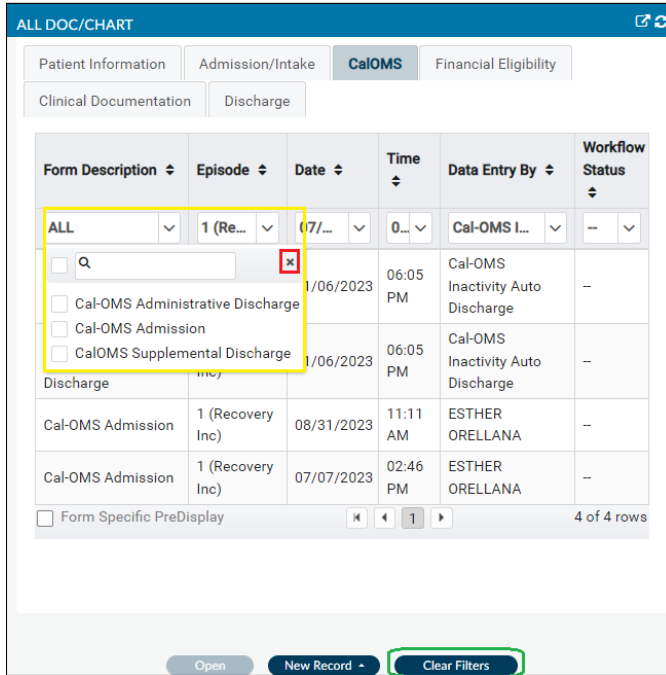 ALL DOC/CHART
Patient Information Admission/Intake CalOMS Financial Eligibility
Clinical Documentation Discharge
Form Description Episode Date Time Data Entry By Workflow Status
ALL 1 (Re... 07/... 0... Cal-OMS I... --
Cal-OMS Administrative Discharge
Cal-OMS Admission
CalOMS Supplemental Discharge
1/06/2023 06:05 PM Cal-OMS Inactivity Auto Discharge --
Discharge 1/06/2023 06:05 PM Cal-OMS Inactivity Auto Discharge --
Cal-OMS Admission 1 (Recovery Inc) 08/31/2023 11:11 AM ESTHER ORELLANA --
Cal-OMS Admission 1 (Recovery Inc) 07/07/2023 02:46 PM ESTHER ORELLANA --
Form Specific PreDisplay 1 4 of 4 rows
Open New Record Clear Filters